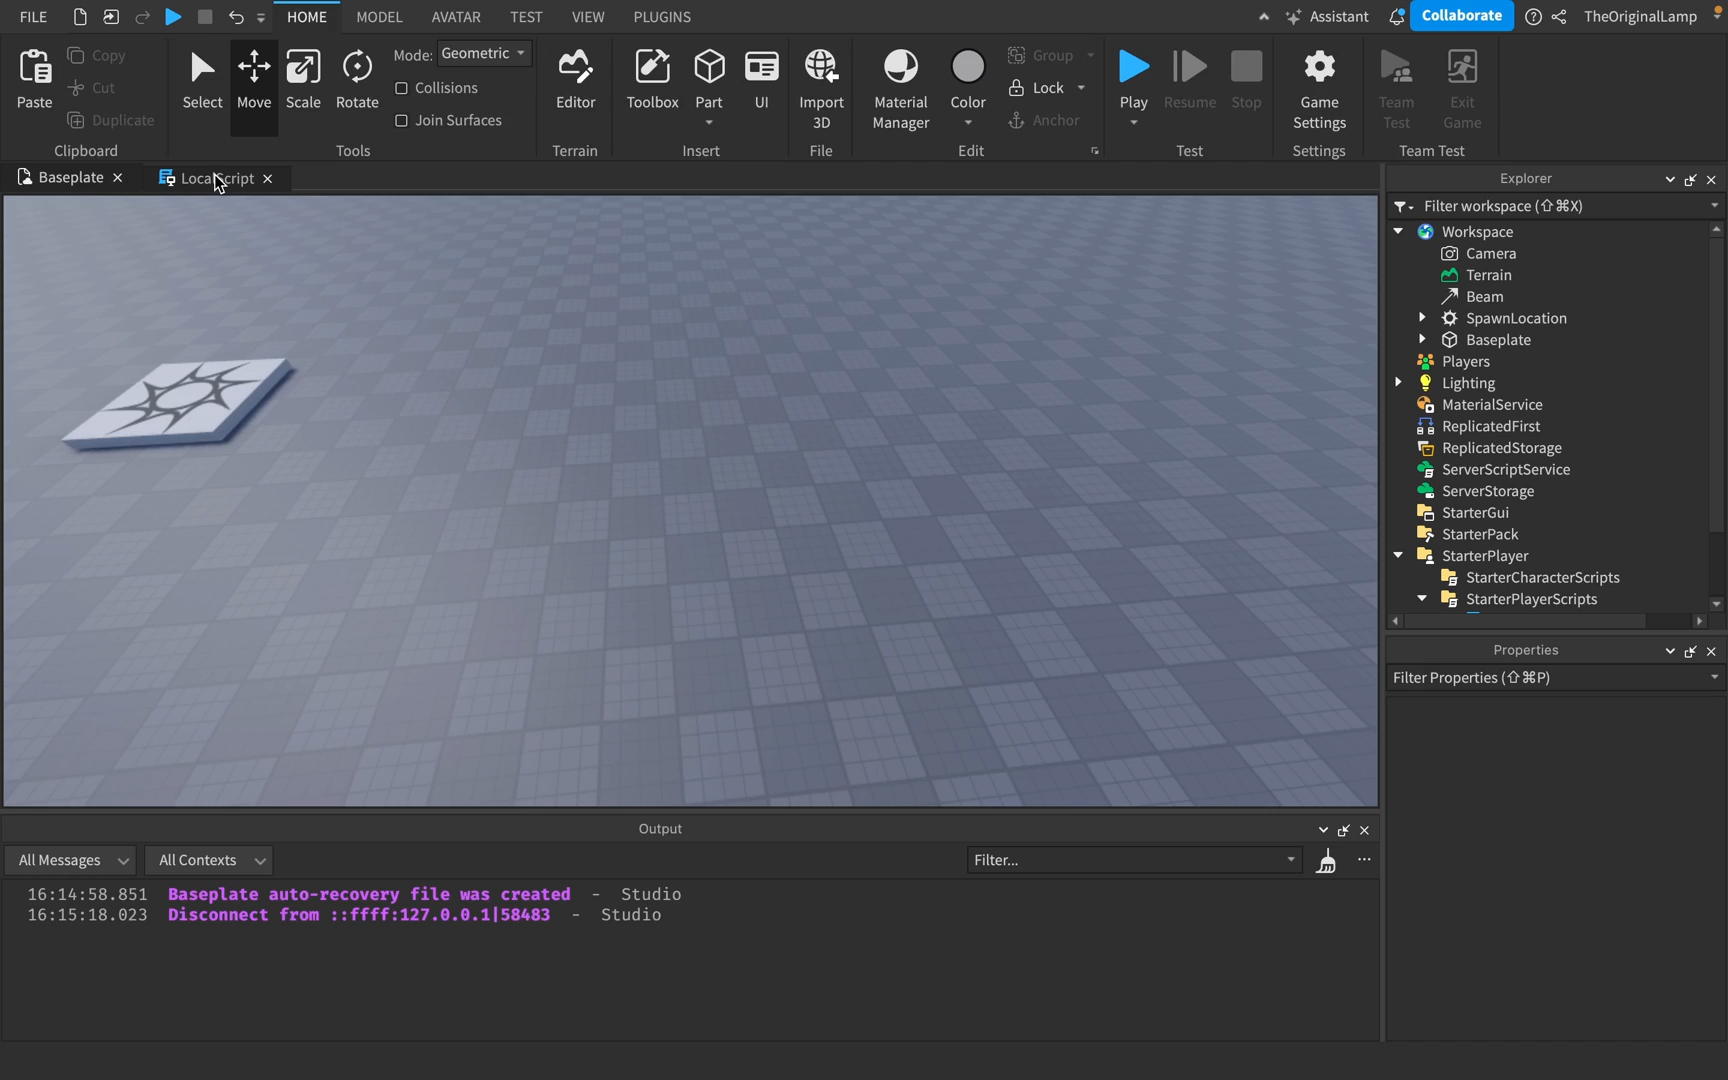 FILE HOME MODEL AVATAR TEST VIEW PLUGINS Assistant Collaborate TheOriginalLamp
Paste
Copy
Cut
Duplicate
Clipboard
Select
Move
Scale
Rotate
Mode: Geometric
Collisions
Join Surfaces
Tools
Editor
Terrain
Toolbox
Part
UI
Insert
Import
3D
File
Material
Manager
Color
Group
Lock
Anchor
Edit
Play
Resume
Stop
Test
Game
Settings
Settings
Team
Test
Exit
Game
Team Test
Baseplate
LocalScript
Explorer
Filter workspace (⇧⌘X)
Workspace
Camera
Terrain
Beam
SpawnLocation
Baseplate
Players
Lighting
MaterialService
ReplicatedFirst
ReplicatedStorage
ServerScriptService
ServerStorage
StarterGui
StarterPack
StarterPlayer
StarterCharacterScripts
StarterPlayerScripts
Properties
Filter Properties (⇧⌘P)
Output
All Messages All Contexts Filter...
16:14:58.851 Baseplate auto-recovery file was created - Studio
16:15:18.023 Disconnect from ::ffff:127.0.0.1|58483 - Studio